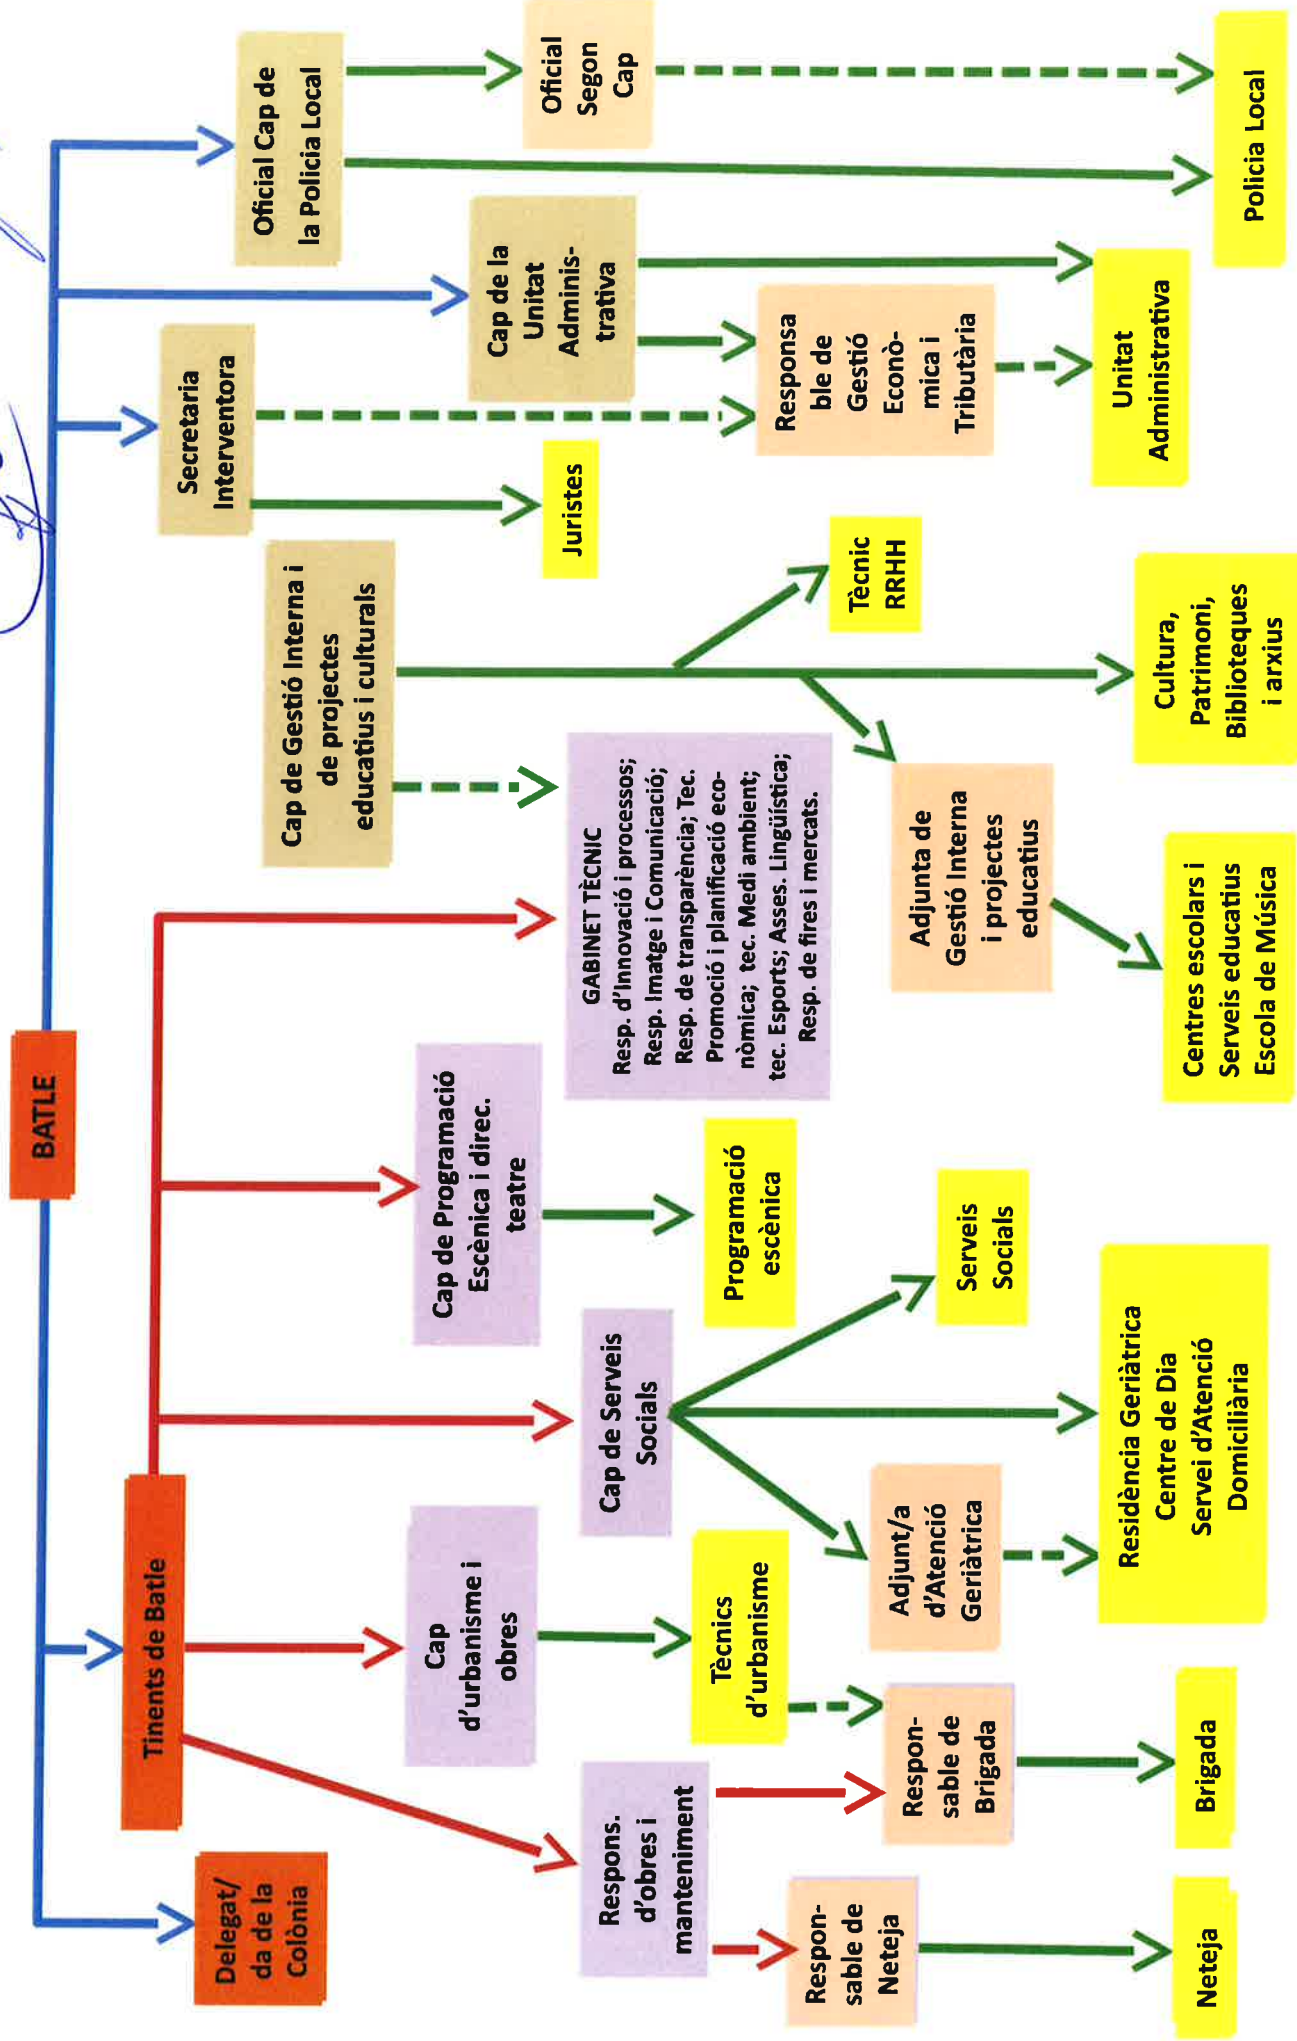 BATLE
Delegat/
da de la
Colònia
Tinents de Batle
Secretaria
Interventora
Oficial Cap de
la Policia Local
Cap de Gestió Interna i
de projectes
educatius i culturals
Cap
d'urbanisme i
obres
Cap de Programació
Escènica i direc.
teatre
Cap de la
Unitat
Adminis-
trativa
Oficial
Segon
Cap
Respons.
d'obres i
manteniment
Cap de Serveis
Socials
GABINET TÈCNIC
Resp. d'Innovació i processos;
Resp. Imatge i Comunicació;
Resp. de transparència; Tec.
Promoció i planificació eco-
nòmica; tec. Medi ambient;
tec. Esports; Asses. Lingüística;
Resp. de fires i mercats.
Juristes
Tècnics
d'urbanisme
Programació
escènica
Responsa
ble de
Gestió
Econò-
mica i
Tributària
Respon-
sable de
Neteja
Respon-
sable de
Brigada
Adjunt/a
d'Atenció
Geriàtrica
Serveis
Socials
Adjunta de
Gestió Interna
i projectes
educatius
Tècnic
RRHH
Neteja
Brigada
Residència Geriàtrica
Centre de Dia
Servei d'Atenció
Domiciliària
Centres escolars i
Serveis educatius
Escola de Música
Cultura,
Patrimoni,
Biblioteques
i arxius
Unitat
Administrativa
Policia Local